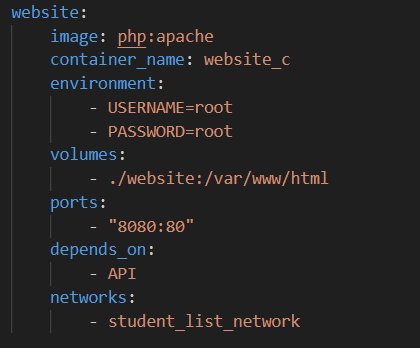 website:
image: php:apache
container_name: website_c
environment:
- USERNAME=root
- PASSWORD=root
volumes:
- ./website:/var/www/html
ports:
- "8080:80"
depends_on:
- API
networks:
- student_list_network